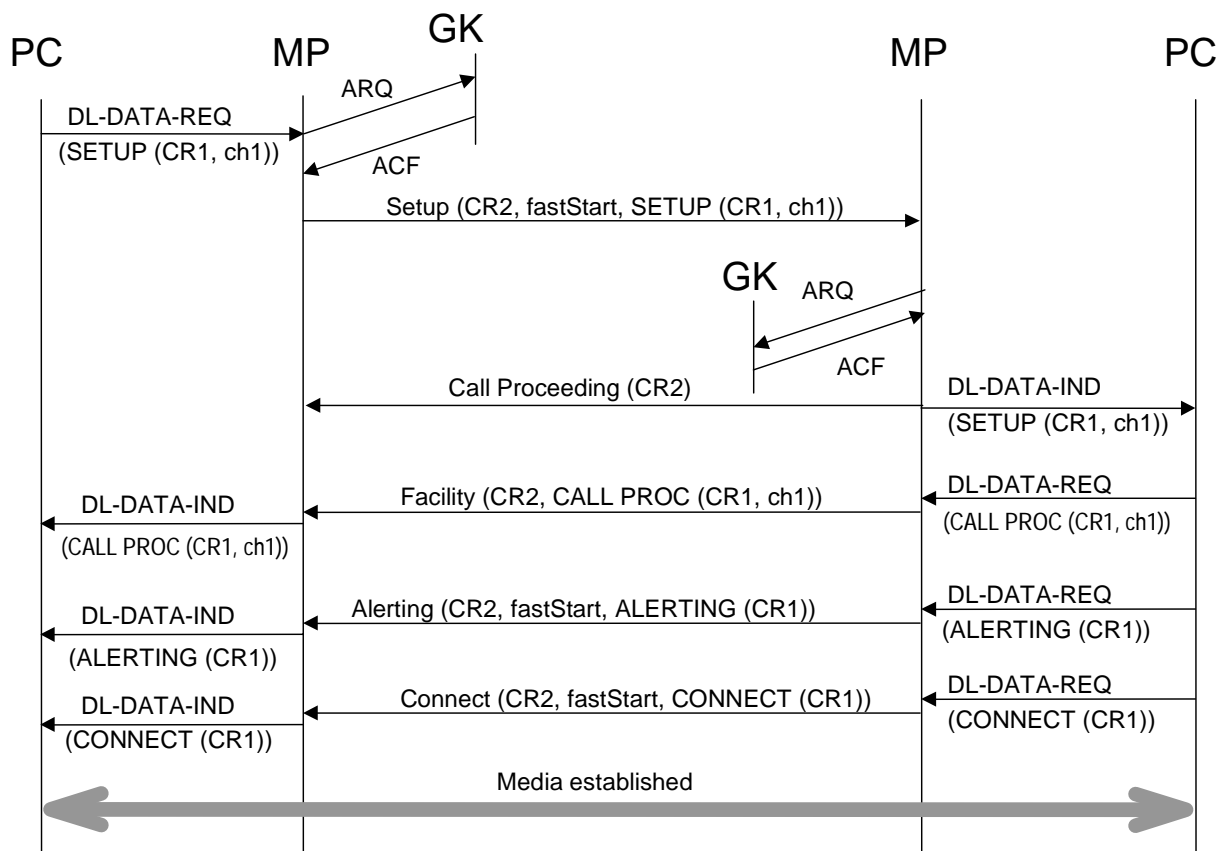 GK
PC
MP
MP
PC
ARQ
DL-DATA-REQ
(SETUP (CR1, ch1))
ACF
Setup (CR2, fastStart, SETUP (CR1, ch1))
GK
ARQ
ACF
Call Proceeding (CR2)
DL-DATA-IND
(SETUP (CR1, ch1))
DL-DATA-REQ
Facility (CR2, CALL PROC (CR1, ch1))
DL-DATA-IND
(CALL PROC (CR1, ch1))
(CALL PROC (CR1, ch1))
DL-DATA-REQ
Alerting (CR2, fastStart, ALERTING (CR1))
DL-DATA-IND
(ALERTING (CR1))
(ALERTING (CR1))
DL-DATA-REQ
Connect (CR2, fastStart, CONNECT (CR1))
DL-DATA-IND
(CONNECT (CR1))
(CONNECT (CR1))
Media established